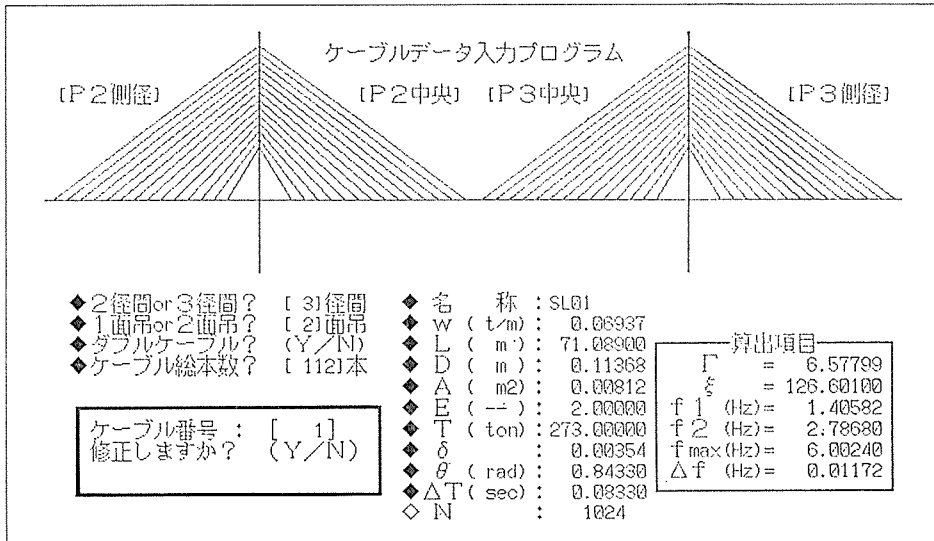 ケーブルデータ入力プログラム
[P2側径] [P2中央] [P3中央] [P3側径]
◆2径間or3径間? [ 3]径間
◆1面吊or2面吊? [ 2]面吊
◆ダブルケーブル? (Y/N)
◆ケーブル総本数? [ 112]本
ケーブル番号 : [ 1]
修正しますか? (Y/N)
◆ 名 称 : SL01
◆ w ( t/m) : 0.06937
◆ L ( m ) : 71.08900
◆ D ( m ) : 0.11368
◆ A ( m2) : 0.00812
◆ E ( -- ) : 2.00000
◆ T ( ton) : 273.00000
◆ δ : 0.00354
◆ θ ( rad) : 0.84330
◆ ΔT ( sec) : 0.08330
◇ N : 1024
算出項目
Γ = 6.57799
ξ = 126.60100
f1 (Hz)= 1.40582
f2 (Hz)= 2.78680
fmax(Hz)= 6.00240
Δf (Hz)= 0.01172